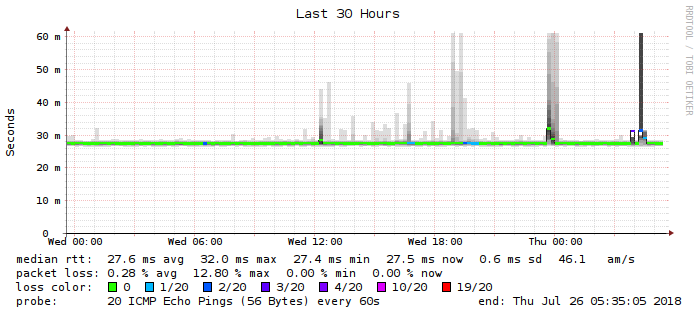 Last 30 Hours
RRDTOOL / TOBI OETIKER
Seconds
60 m
50 m
40 m
30 m
20 m
10 m
0
Wed 00:00 Wed 06:00 Wed 12:00 Wed 18:00 Thu 00:00
median rtt: 27.6 ms avg 32.0 ms max 27.4 ms min 27.5 ms now 0.6 ms sd 46.1 am/s
packet loss: 0.28 % avg 12.80 % max 0.00 % min 0.00 % now
loss color: 0 1/20 2/20 3/20 4/20 10/20 19/20
probe: 20 ICMP Echo Pings (56 Bytes) every 60s end: Thu Jul 26 05:35:05 2018